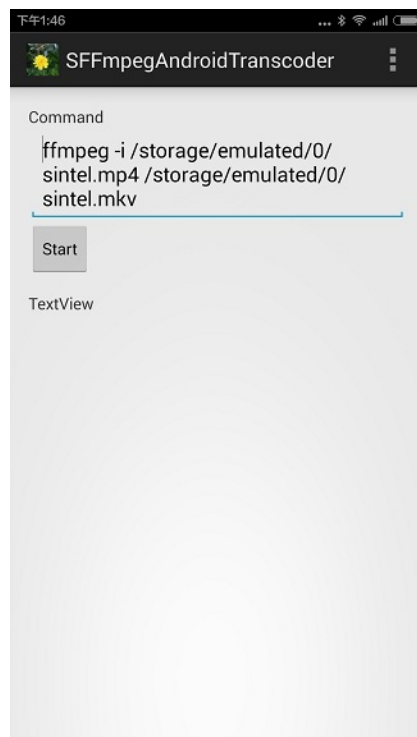 下午1:46
SFFmpegAndroidTranscoder
Command
ffmpeg -i /storage/emulated/0/
sintel.mp4 /storage/emulated/0/
sintel.mkv
Start
TextView